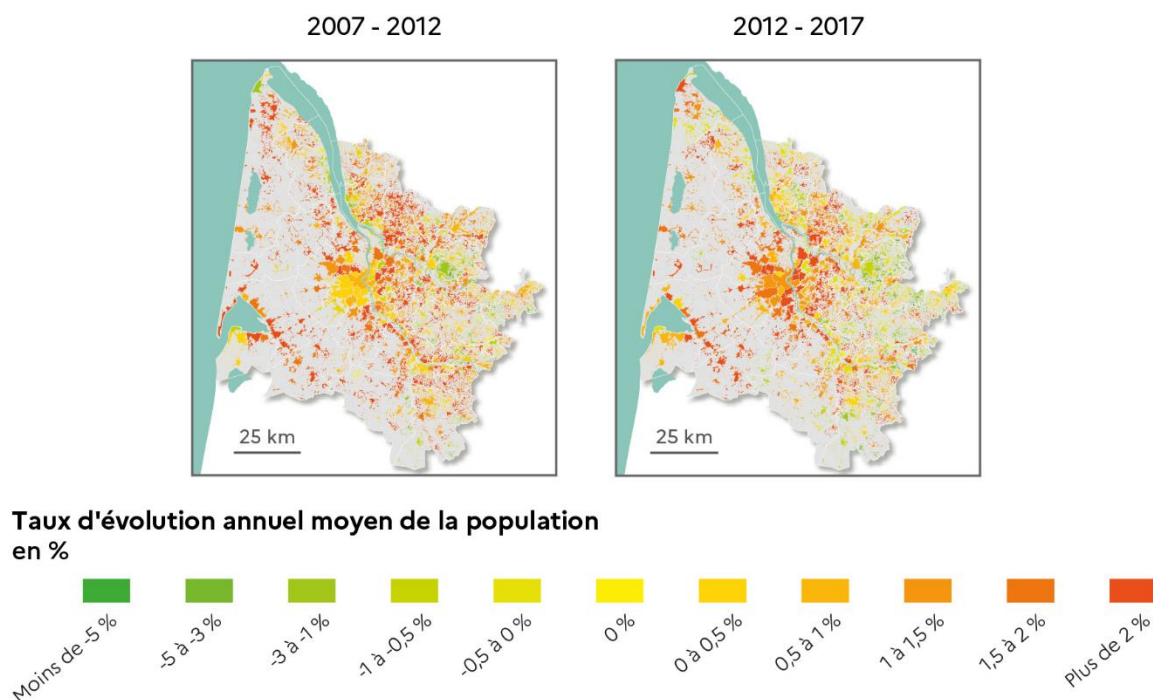 2007 - 2012
2012 - 2017
25 km
25 km
Taux d'évolution annuel moyen de la population
en %
Moins de -5 %
-5 à -3 %
-3 à -1 %
-1 à -0,5 %
-0,5 à 0 %
0 %
0 à 0,5 %
0,5 à 1 %
1 à 1,5 %
1,5 à 2 %
Plus de 2 %